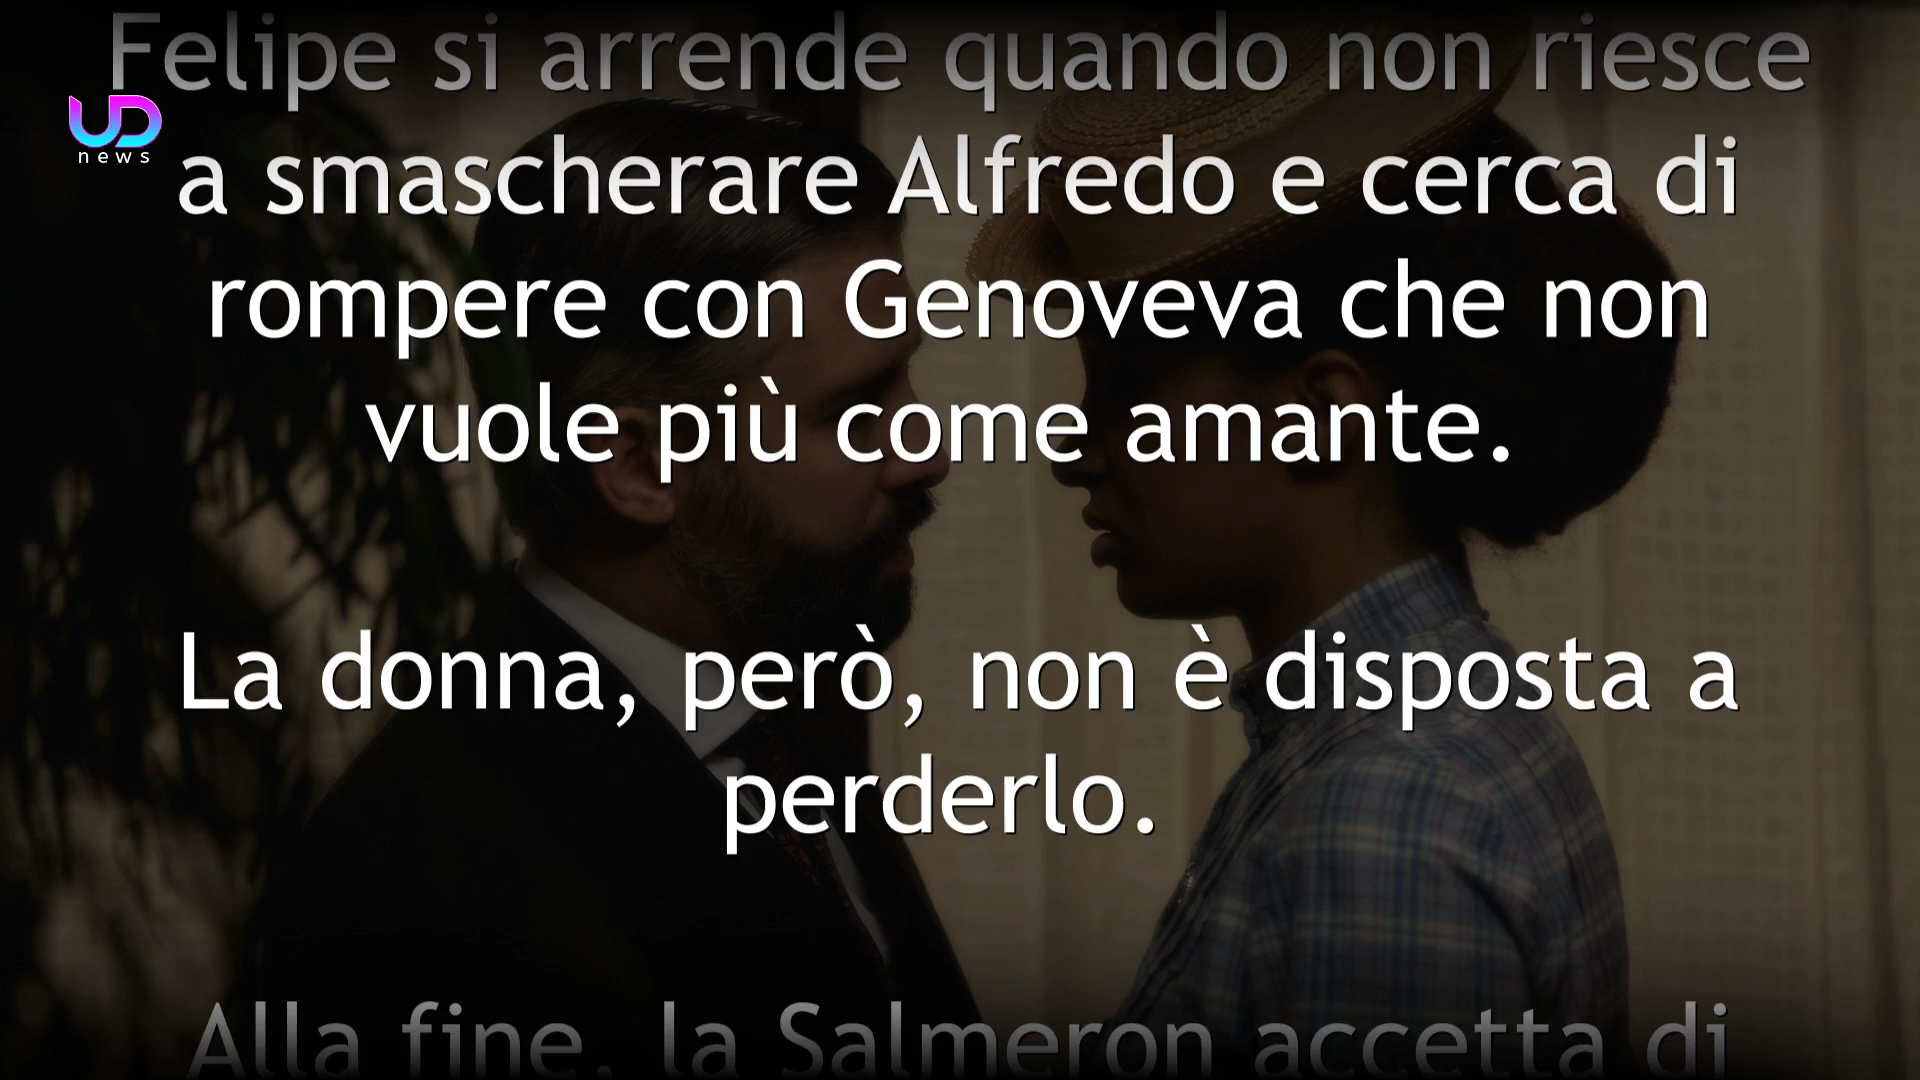 Felipe si arrende quando non riesce
UD
news
a smascherare Alfredo e cerca di
rompere con Genoveva che non
vuole più come amante.
La donna, però, non è disposta a
perderlo.
Alla fine, la Salmeron accetta di